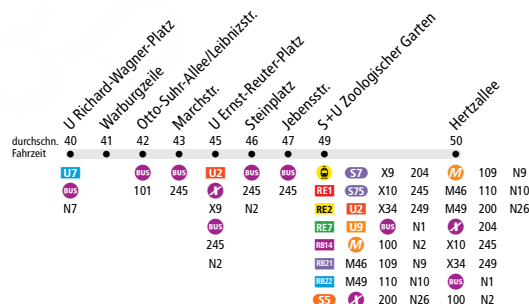 U Richard-Wagner-Platz
Warburgzeile
Otto-Suhr-Allee/Leibnizstr.
Marchstr.
U Ernst-Reuter-Platz
Steinplatz
Jebensstr.
S+U Zoologischer Garten
Hertzallee
durchschn. 40 41 42 43 45 46 47 49 50
Fahrzeit
U7 BUS BUS U2 BUS BUS S7 X9 204 M 109 N9
BUS 101 245 X 245 245 RE1 S75 X10 245 M46 110 N10
N7 X9 N2 RE2 U2 X34 249 M49 200 N26
BUS RE7 U9 BUS N1 X 204
245 RB14 M 100 N2 X10 245
N2 RB21 M46 109 N9 X34 249
RB22 M49 110 N10 BUS N1
S5 X 200 N26 100 N2